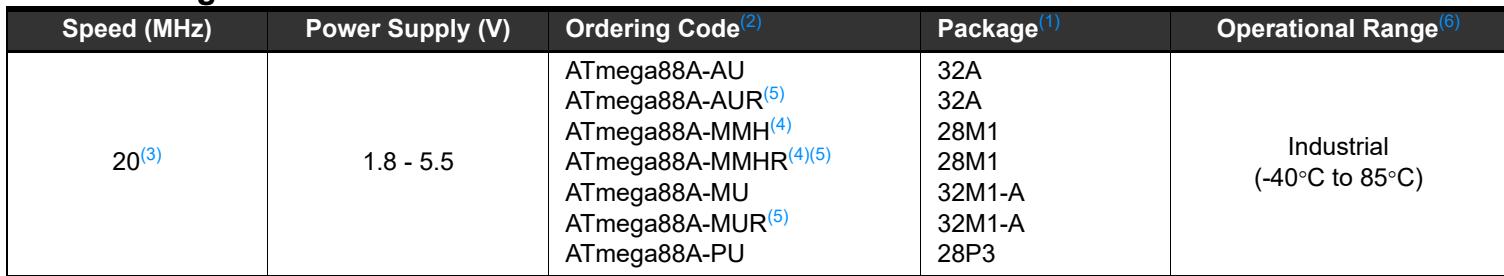 Speed (MHz) Power Supply (V) Ordering Code(2) Package(1) Operational Range(6)
ATmega88A-AU 32A
ATmega88A-AUR(5) 32A
ATmega88A-MMH(4) 28M1
20(3) 1.8 - 5.5 ATmega88A-MMHR(4)(5) 28M1 Industrial
(-40°C to 85°C)
ATmega88A-MU 32M1-A
ATmega88A-MUR(5) 32M1-A
ATmega88A-PU 28P3